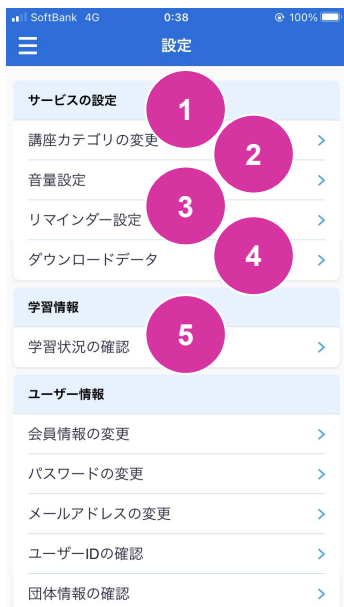 SoftBank 4G 0:38 100%
設定
サービスの設定
1
講座カテゴリの変更
2
音量設定
3
リマインダー設定
4
ダウンロードデータ
学習情報
5
学習状況の確認
ユーザー情報
会員情報の変更
パスワードの変更
メールアドレスの変更
ユーザーIDの確認
団体情報の確認